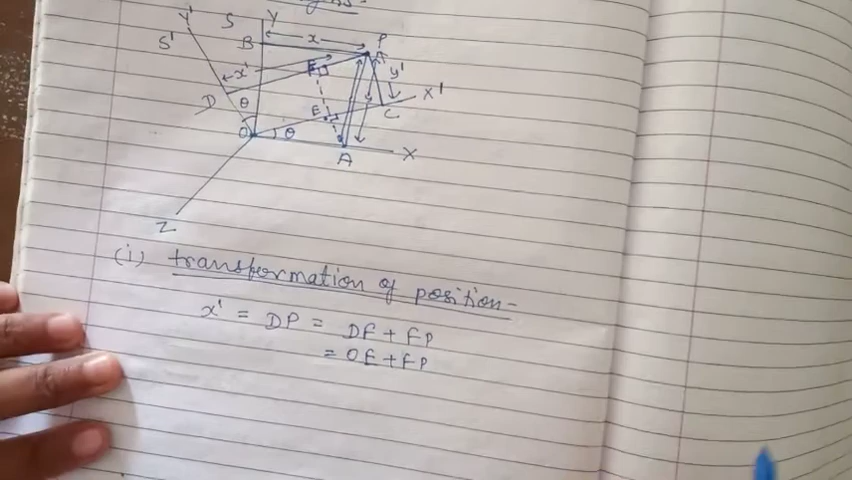 Y' S Y
S' B x P
x' F y'
D θ E X'
C
O θ
A X
Z
(i) transformation of position-
x' = DP = DF + FP
= OE + FP